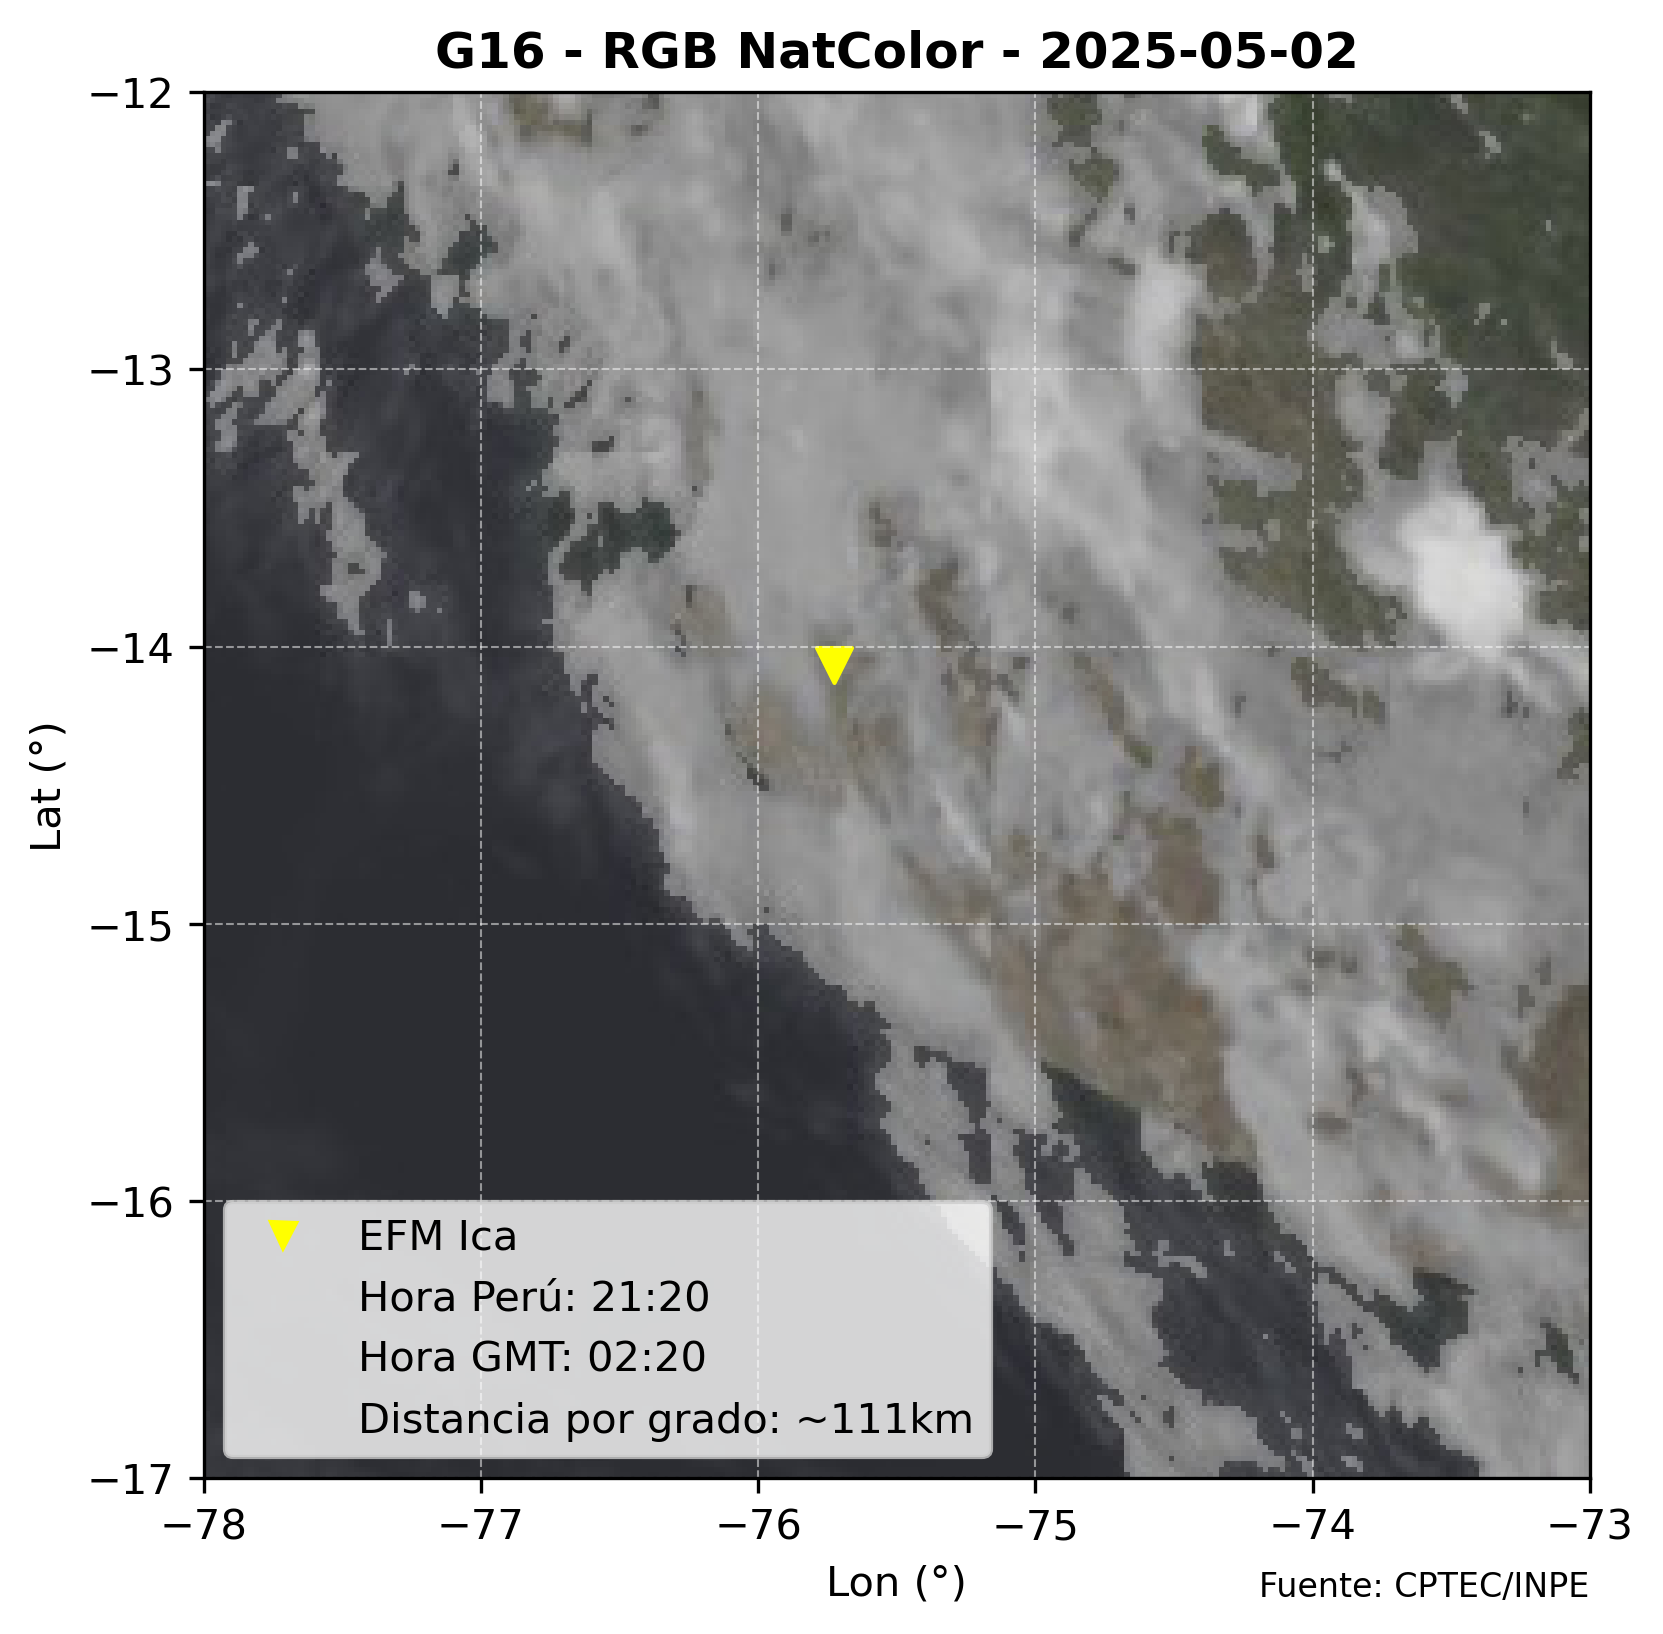 G16 - RGB NatColor - 2025-05-02
−12
−13
−14
−15
−16
−17
Lat (°)
EFM Ica
Hora Perú: 21:20
Hora GMT: 02:20
Distancia por grado: ~111km
−78 −77 −76 −75 −74 −73
Lon (°)
Fuente: CPTEC/INPE